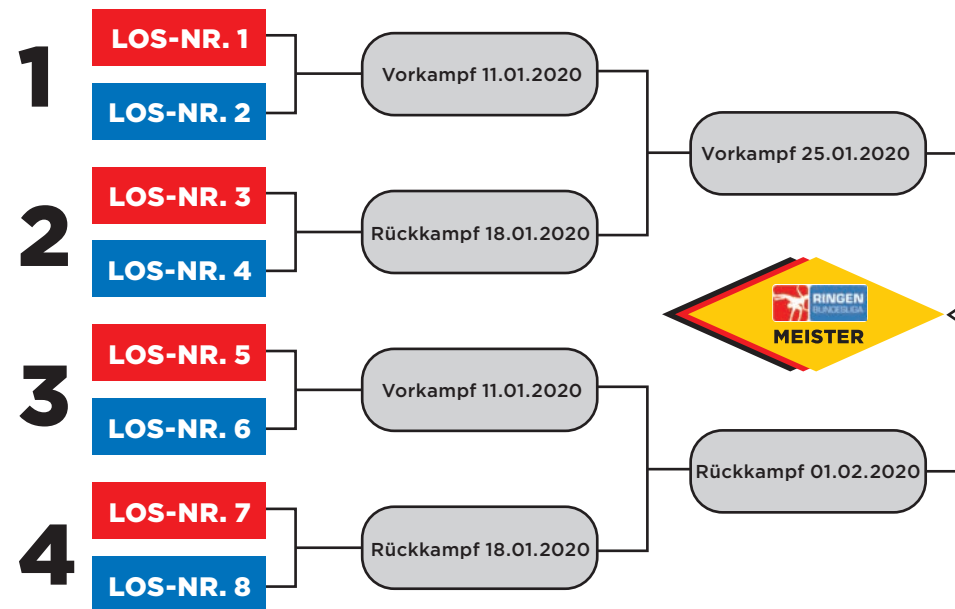 1
LOS-NR. 1
LOS-NR. 2
Vorkampf 11.01.2020
2
LOS-NR. 3
LOS-NR. 4
Rückkampf 18.01.2020
Vorkampf 25.01.2020
RINGEN
BUNDESLIGA
MEISTER
3
LOS-NR. 5
LOS-NR. 6
Vorkampf 11.01.2020
Rückkampf 01.02.2020
4
LOS-NR. 7
LOS-NR. 8
Rückkampf 18.01.2020